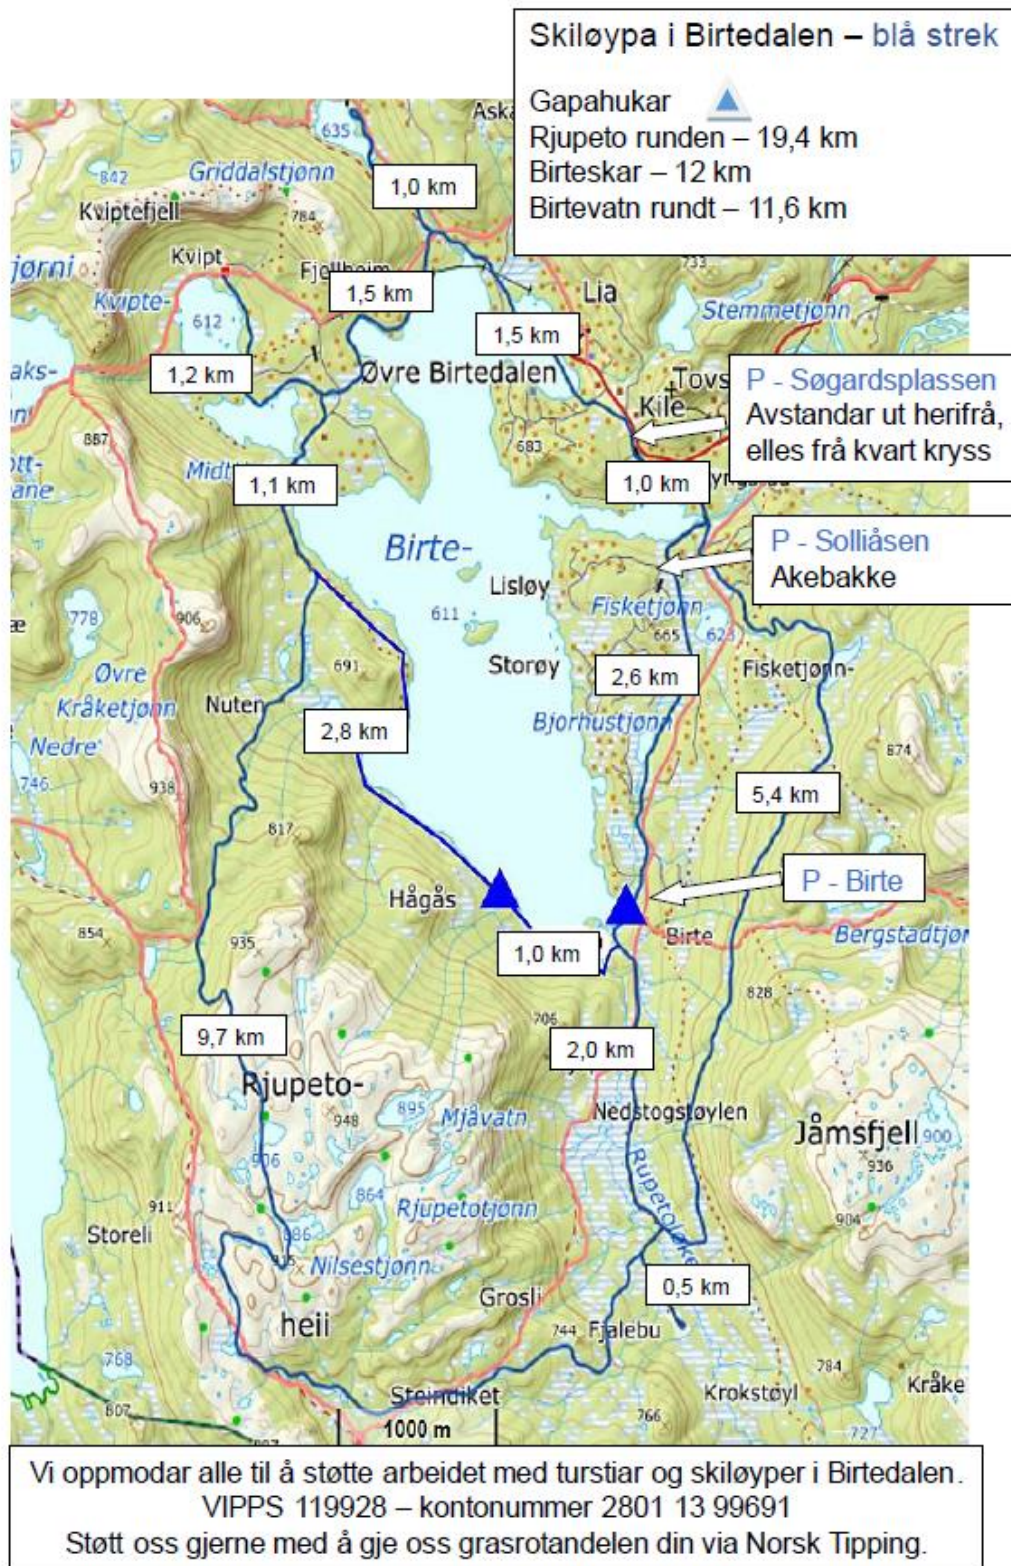 Skiløypa i Birtedalen – blå strek
Gapahukar
Rjupeto runden – 19,4 km
Birteskar – 12 km
Birtevatn rundt – 11,6 km
635
Aska
842
Griddalstjønn
1,0 km
Kviptefjell
784
733
jørni
Kvipt
Fjellheim
Kvipte-
1,5 km
Lia
Stemmetjønn
612
1,5 km
aks-
1,2 km
Øvre Birtedalen
Tovs
Kile
P - Søgardsplassen
Avstandar ut herifrå,
elles frå kvart kryss
887
683
1,1 km
1,0 km
Birte-
P - Solliåsen
Akebakke
Lisløy
Fisketjønn
778
906
611
665
623
Øvre
Kråketjønn
691
Storøy
2,6 km
Fisketjønn-
Nuten
Nedre
2,8 km
Bjorhustjønn
874
746
938
5,4 km
817
P - Birte
Hågås
854
935
1,0 km
Birte
Bergstadtjør
828
706
9,7 km
2,0 km
Rjupeto-
895
Mjåvatn
Nedstogstøylen
948
Jåmsfjell
900
906
936
864
Rjupetotjønn
911
904
Storeli
886
Nilsestjønn
0,5 km
Grosli
heii
744
Fjalebu
768
784
Steindiket
Krokstøyl
Kråke
807
1000 m
766
727
Vi oppmodar alle til å støtte arbeidet med turstiar og skiløyper i Birtedalen.
VIPPS 119928 – kontonummer 2801 13 99691
Støtt oss gjerne med å gje oss grasrotandelen din via Norsk Tipping.